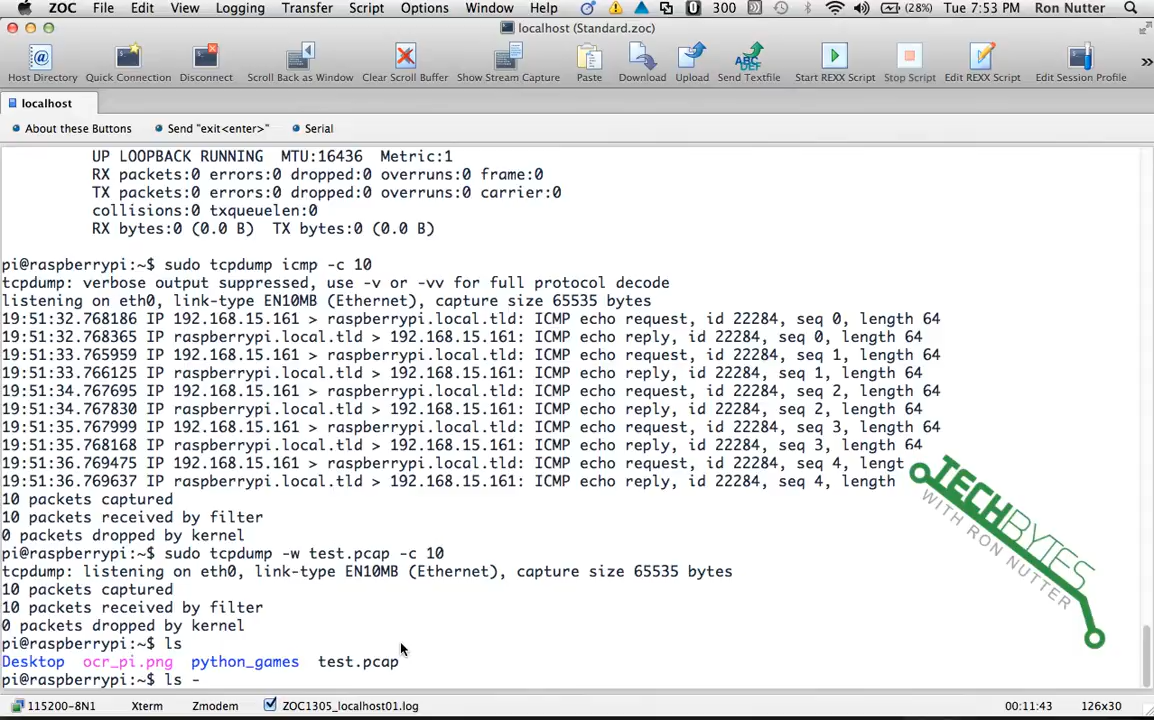 ZOC File Edit View Logging Transfer Script Options Window Help 300 (28%) Tue 7:53 PM Ron Nutter
localhost (Standard.zoc)
Host Directory Quick Connection Disconnect Scroll Back as Window Clear Scroll Buffer Show Stream Capture Paste Download Upload Send Textfile Start REXX Script Stop Script Edit REXX Script Edit Session Profile
localhost
About these Buttons Send "exit<enter>" Serial
UP LOOPBACK RUNNING MTU:16436 Metric:1
RX packets:0 errors:0 dropped:0 overruns:0 frame:0
TX packets:0 errors:0 dropped:0 overruns:0 carrier:0
collisions:0 txqueuelen:0
RX bytes:0 (0.0 B) TX bytes:0 (0.0 B)
pi@raspberrypi:~$ sudo tcpdump icmp -c 10
tcpdump: verbose output suppressed, use -v or -vv for full protocol decode
listening on eth0, link-type EN10MB (Ethernet), capture size 65535 bytes
19:51:32.768186 IP 192.168.15.161 > raspberrypi.local.tld: ICMP echo request, id 22284, seq 0, length 64
19:51:32.768365 IP raspberrypi.local.tld > 192.168.15.161: ICMP echo reply, id 22284, seq 0, length 64
19:51:33.765959 IP 192.168.15.161 > raspberrypi.local.tld: ICMP echo request, id 22284, seq 1, length 64
19:51:33.766125 IP raspberrypi.local.tld > 192.168.15.161: ICMP echo reply, id 22284, seq 1, length 64
19:51:34.767695 IP 192.168.15.161 > raspberrypi.local.tld: ICMP echo request, id 22284, seq 2, length 64
19:51:34.767830 IP raspberrypi.local.tld > 192.168.15.161: ICMP echo reply, id 22284, seq 2, length 64
19:51:35.767999 IP 192.168.15.161 > raspberrypi.local.tld: ICMP echo request, id 22284, seq 3, length 64
19:51:35.768168 IP raspberrypi.local.tld > 192.168.15.161: ICMP echo reply, id 22284, seq 3, length 64
19:51:36.769475 IP 192.168.15.161 > raspberrypi.local.tld: ICMP echo request, id 22284, seq 4, lengt
19:51:36.769637 IP raspberrypi.local.tld > 192.168.15.161: ICMP echo reply, id 22284, seq 4, length
10 packets captured
10 packets received by filter
0 packets dropped by kernel
pi@raspberrypi:~$ sudo tcpdump -w test.pcap -c 10
tcpdump: listening on eth0, link-type EN10MB (Ethernet), capture size 65535 bytes
10 packets captured
10 packets received by filter
0 packets dropped by kernel
pi@raspberrypi:~$ ls
Desktop ocr_pi.png python_games test.pcap
pi@raspberrypi:~$ ls -
TECHBYTES
WITH RON NUTTER
115200-8N1 Xterm Zmodem ZOC1305_localhost01.log 00:11:43 126x30